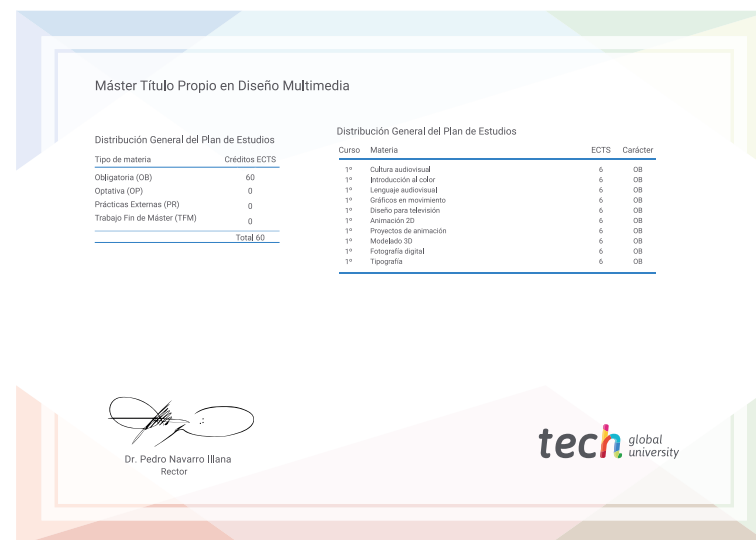 Máster Título Propio en Diseño Multimedia
Distribución General del Plan de Estudios
Tipo de materia Créditos ECTS
Obligatoria (OB) 60
Optativa (OP) 0
Prácticas Externas (PR) 0
Trabajo Fin de Máster (TFM) 0
Total 60
Distribución General del Plan de Estudios
Curso Materia ECTS Carácter
1º Cultura audiovisual 6 OB
1º Introducción al color 6 OB
1º Lenguaje audiovisual 6 OB
1º Gráficos en movimiento 6 OB
1º Diseño para televisión 6 OB
1º Animación 2D 6 OB
1º Proyectos de animación 6 OB
1º Modelado 3D 6 OB
1º Fotografía digital 6 OB
1º Tipografía 6 OB
Dr. Pedro Navarro Illana
Rector
tech global
university